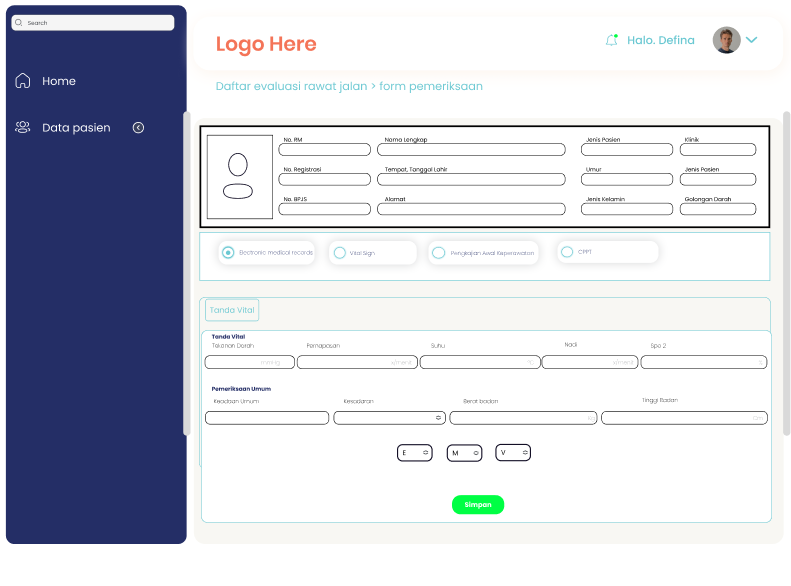 Search
Home
Data pasien
Logo Here
Halo. Defina
Daftar evaluasi rawat jalan > form pemeriksaan
No. RM
Nama Lengkap
Jenis Pasien
Klinik
No. Registrasi
Tempat, Tanggal Lahir
Umur
Jenis Pasien
No. BPJS
Alamat
Jenis Kelamin
Golongan Darah
Electronic medical records
Vital Sign
Pengkajian Awal Keperawatan
CPPT
Tanda Vital
Tanda Vital
Tekanan Darah
Pernapasan
Suhu
Nadi
Spo 2
mmHg
x/menit
°C
x/menit
%
Pemeriksaan Umum
Keadaan Umum
Kesadaran
Berat badan
Tinggi Badan
Kg
Cm
E
M
V
Simpan